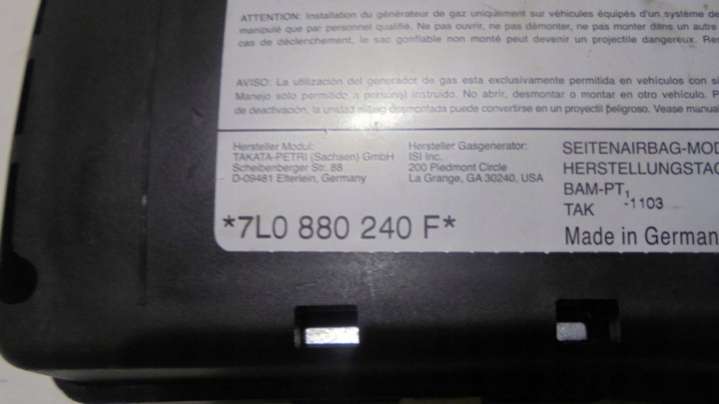 ATTENTION: Installation du générateur de gaz uniquement sur véhicules équipés d'un système de
manipulé que par personnel qualifié. Ne pas ouvrir, ne pas démonter, ne pas monter dans un autre
cas de déclenchement, le sac gonflable non monté peut devenir un projectile dangereux.
AVISO: La utilización del generador de gas esta exclusivamente permitida en vehículos con
Manejo sólo permitido a personal instruido. No abrir, desmontar o montar en otro vehículo.
de deactivación, la unidad desmontada puede convertirse en un proyectil peligroso. Vease
Hersteller Modul:
TAKATA-PETRI (Sachsen) GmbH
Scheibenberger Str. 88
D-09481 Elterlein, Germany
Hersteller Gasgenerator:
ISI Inc.
200 Piedmont Circle
La Grange, GA 30240, USA
SEITENAIRBAG-MOD
HERSTELLUNGSTAG
BAM-PT1
TAK -1103
*7L0 880 240 F*
Made in German